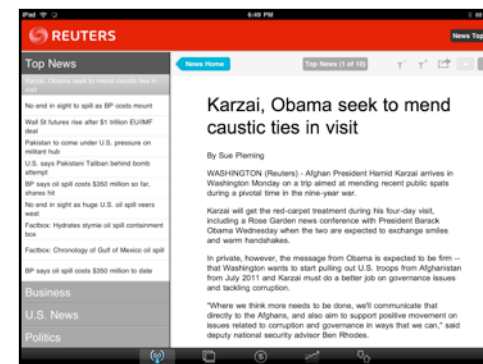 iPad
6:49 PM
REUTERS
News Top
Top News
News Home
Top News (1 of 10)
T- T+
Karzai, Obama seek to mend caustic ties in
visit
No end in sight to spill as BP costs mount
Wall St futures rise after $1 trillion EU/IMF
deal
Pakistan to come under U.S. pressure on
militant hub
U.S. says Pakistani Taliban behind bomb
attempt
BP says oil spill costs $350 million so far,
shares hit
No end in sight as huge U.S. oil spill veers
west
Factbox: Hydrates stymie oil spill containment
box
Factbox: Chronology of Gulf of Mexico oil spill
BP says oil spill costs $350 million to date
Business
U.S. News
Politics
Karzai, Obama seek to mend
caustic ties in visit
By Sue Pleming
WASHINGTON (Reuters) - Afghan President Hamid Karzai arrives in
Washington Monday on a trip aimed at mending recent public spats
during a pivotal time in the nine-year war.
Karzai will get the red-carpet treatment during his four-day visit,
including a Rose Garden news conference with President Barack
Obama Wednesday when the two are expected to exchange smiles
and warm handshakes.
In private, however, the message from Obama is expected to be firm --
that Washington wants to start pulling out U.S. troops from Afghanistan
from July 2011 and Karzai must do a better job on governance issues
and tackling corruption.
"Where we think more needs to be done, we'll communicate that
directly to the Afghans, and also aim to support positive movement on
issues related to corruption and governance in ways that we can," said
deputy national security advisor Ben Rhodes.